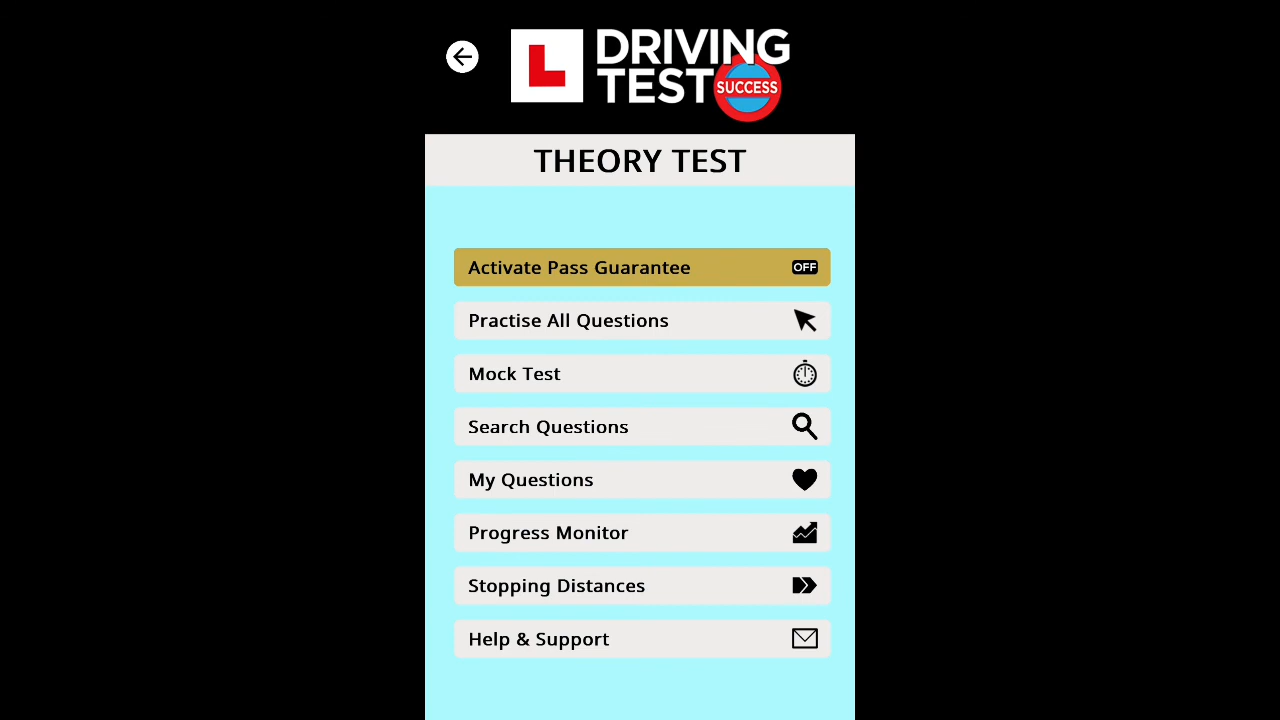 L DRIVING
TEST SUCCESS
THEORY TEST
Activate Pass Guarantee OFF
Practise All Questions
Mock Test
Search Questions
My Questions
Progress Monitor
Stopping Distances
Help & Support